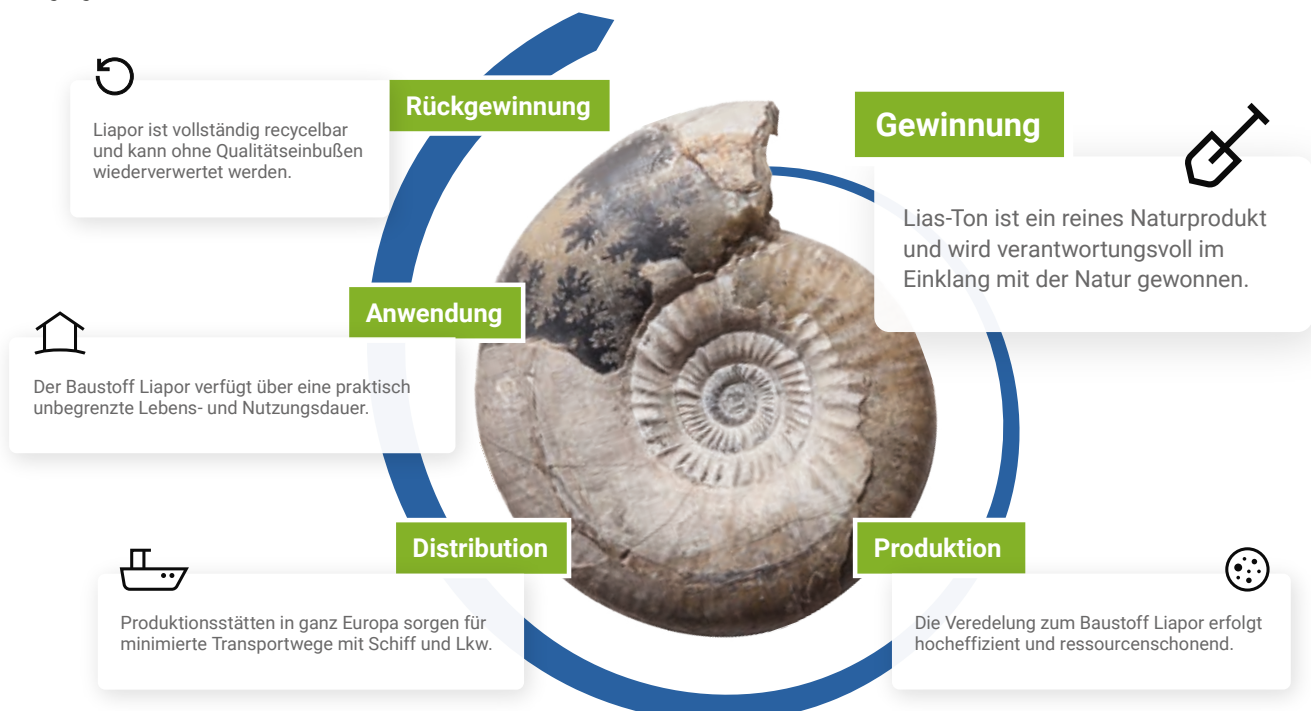 Gewinnung
Lias-Ton ist ein reines Naturprodukt
und wird verantwortungsvoll im
Einklang mit der Natur gewonnen.
Produktion
Die Veredelung zum Baustoff Liapor erfolgt
hocheffizient und ressourcenschonend.
Distribution
Produktionsstätten in ganz Europa sorgen für
minimierte Transportwege mit Schiff und Lkw.
Anwendung
Der Baustoff Liapor verfügt über eine praktisch
unbegrenzte Lebens- und Nutzungsdauer.
Rückgewinnung
Liapor ist vollständig recycelbar
und kann ohne Qualitätseinbußen
wiederverwertet werden.